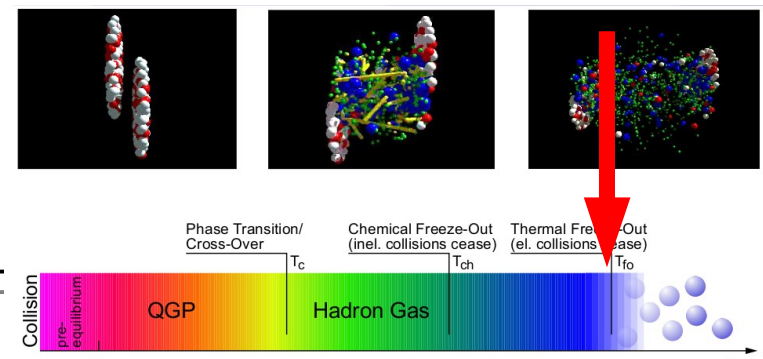 Phase Transition/
Cross-Over
Chemical Freeze-Out
(inel. collisions cease)
Thermal Fre -Out
(el. collisions ease)
Tc
Tch
Tfo
Collision
pre-
equilibrium
QGP
Hadron Gas